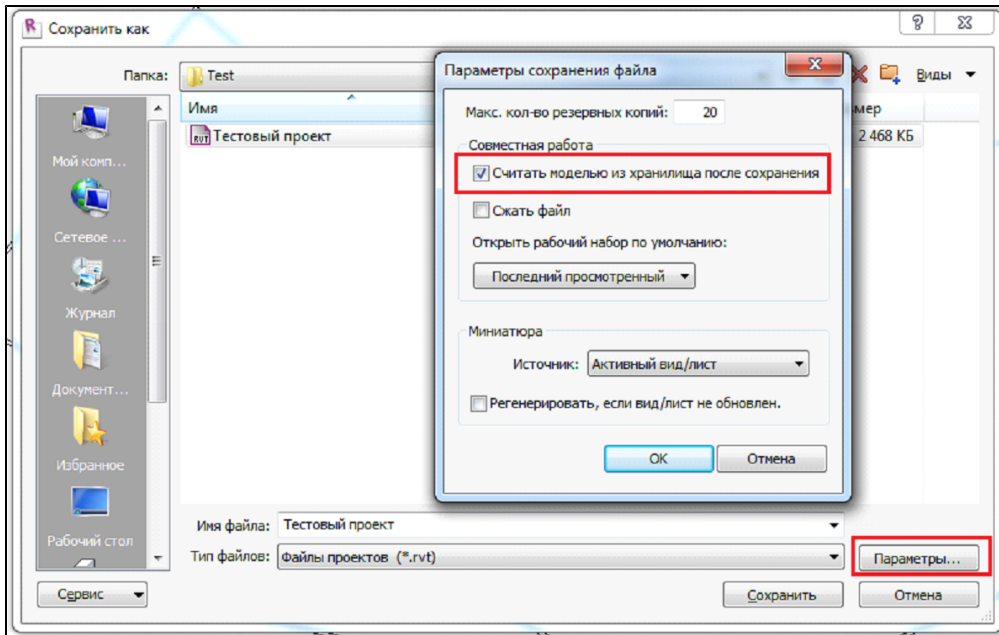 Сохранить как
Папка:
Test
Виды
Имя
мер
Тестовый проект
2 468 КБ
Мой комп...
Сетевое ...
Журнал
Документ...
Избранное
Рабочий стол
Параметры сохранения файла
Макс. кол-во резервных копий: 20
Совместная работа
Считать моделью из хранилища после сохранения
Сжать файл
Открыть рабочий набор по умолчанию:
Последний просмотренный
Миниатюра
Источник: Активный вид/лист
Регенерировать, если вид/лист не обновлен.
ОК
Отмена
Имя файла: Тестовый проект
Тип файлов: Файлы проектов (*.rvt)
Параметры...
Сервис
Сохранить
Отмена